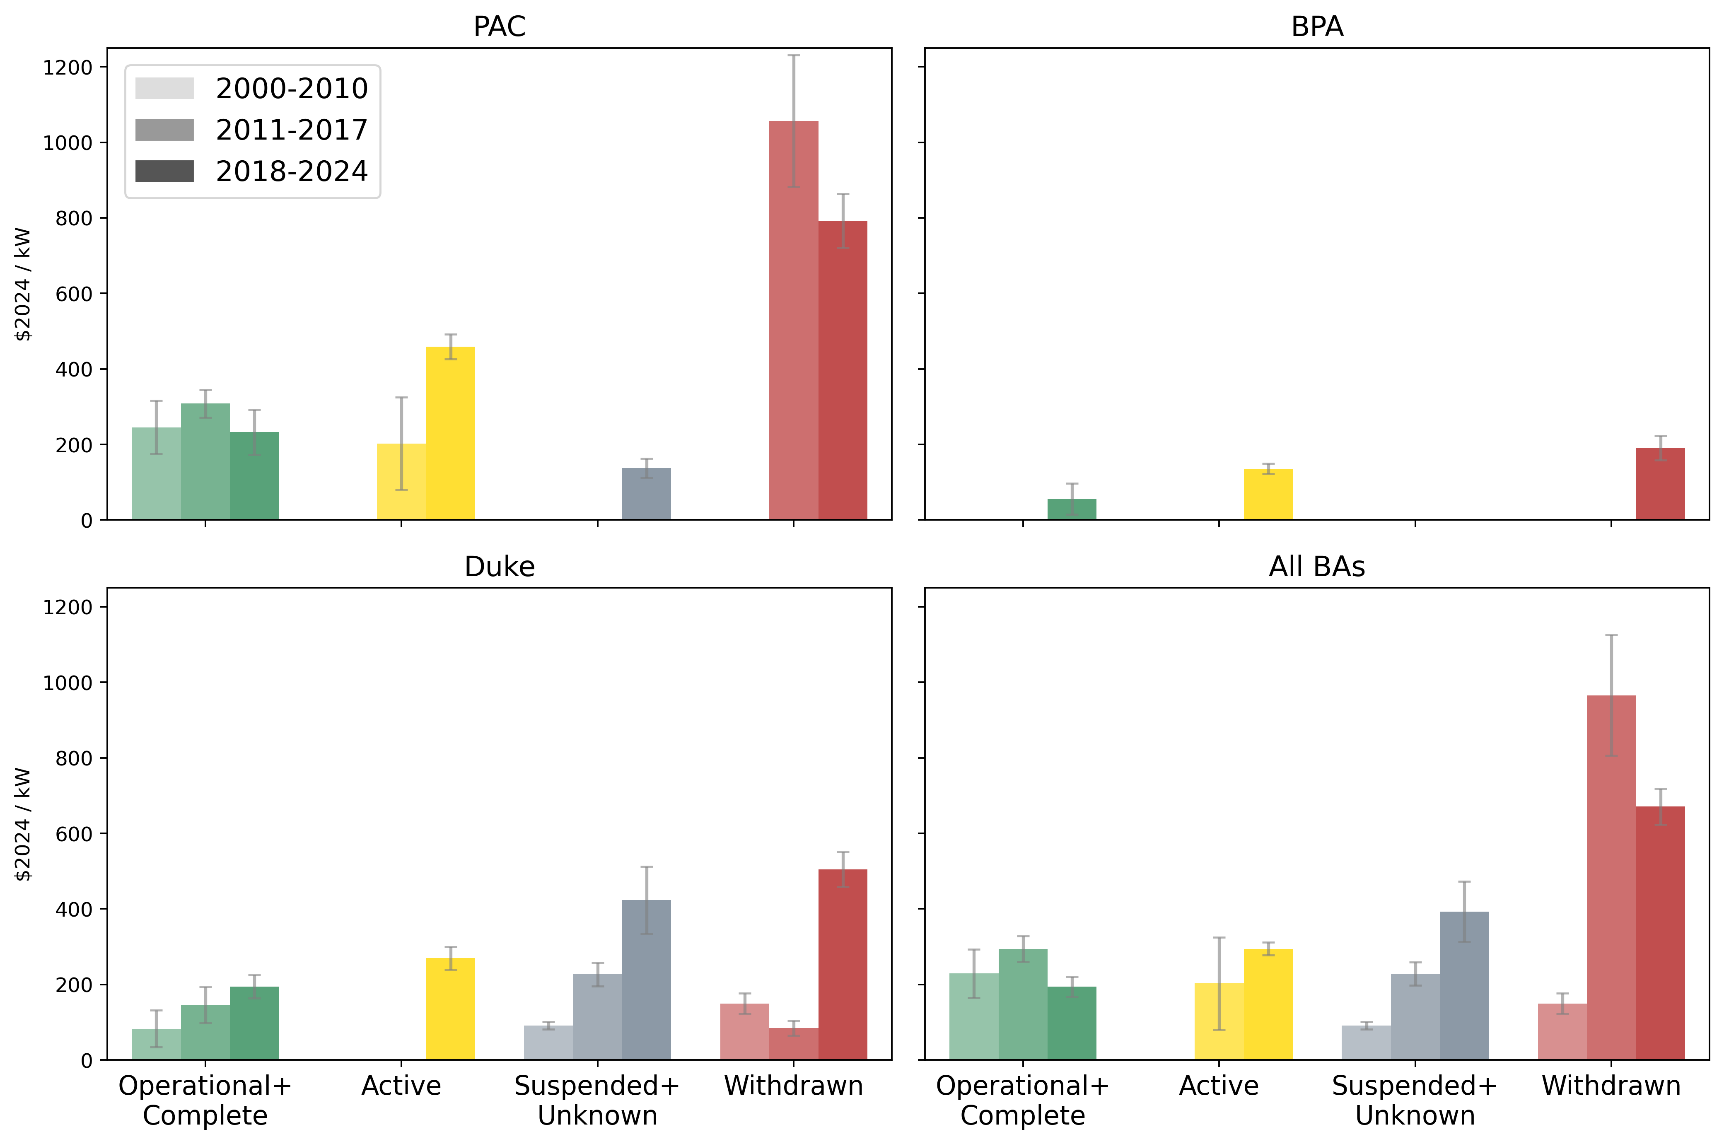 PAC
BPA
1200
1000
800
600
400
200
0
$2024 / kW
2000-2010
2011-2017
2018-2024
Duke
All BAs
1200
1000
800
600
400
200
0
$2024 / kW
Operational+
Complete
Active
Suspended+
Unknown
Withdrawn
Operational+
Complete
Active
Suspended+
Unknown
Withdrawn